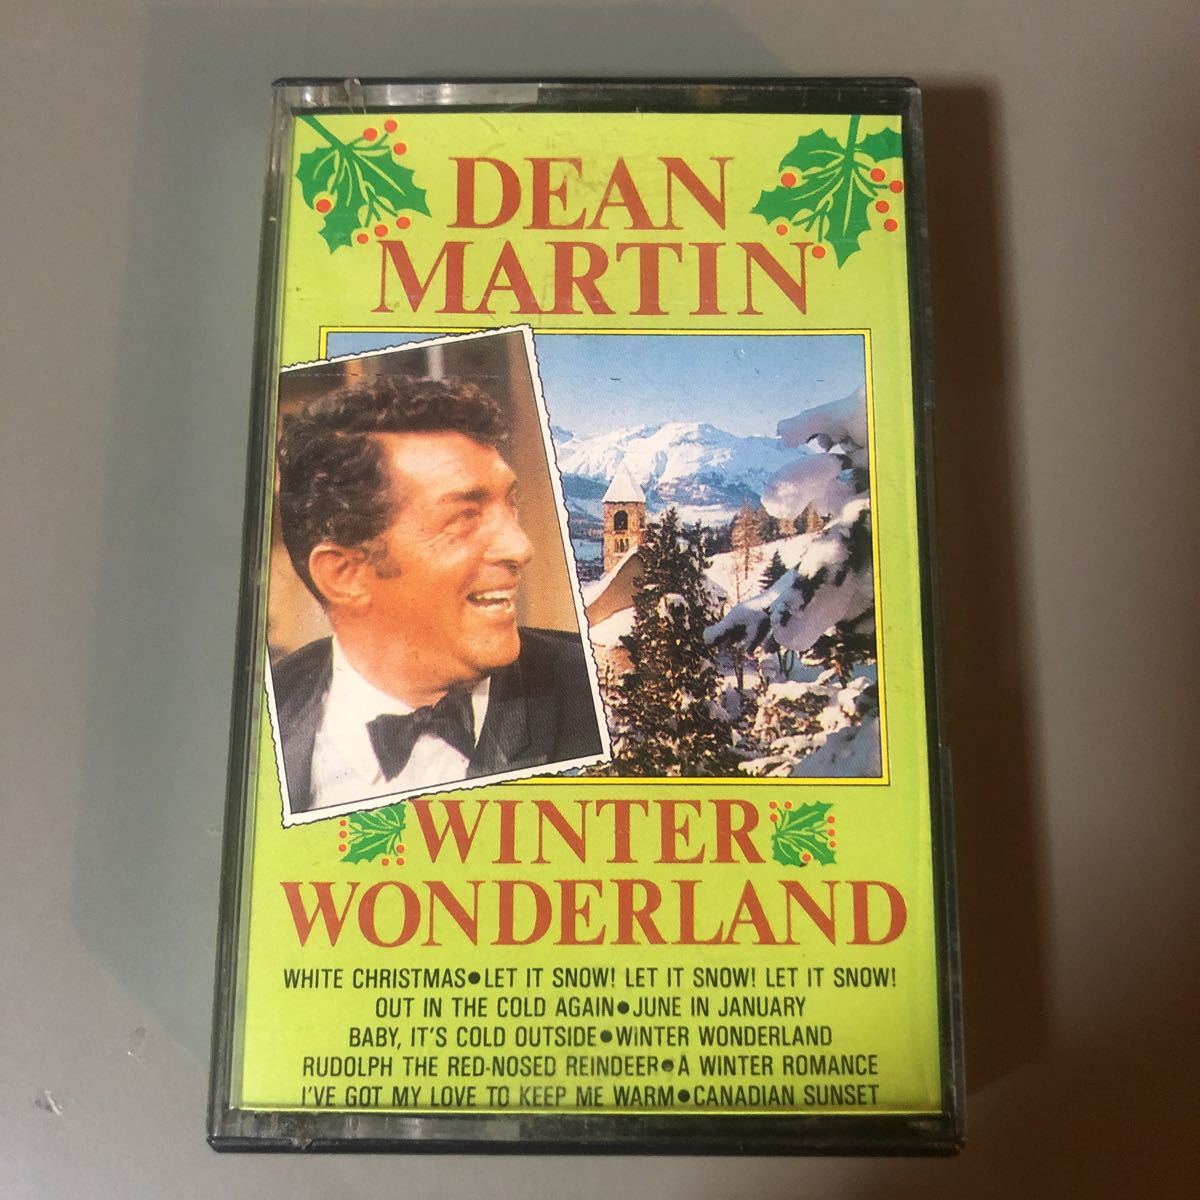 DEAN
MARTIN
WINTER
WONDERLAND
WHITE CHRISTMAS●LET IT SNOW! LET IT SNOW! LET IT SNOW!
OUT IN THE COLD AGAIN●JUNE IN JANUARY
BABY, IT'S COLD OUTSIDE●WINTER WONDERLAND
RUDOLPH THE RED-NOSED REINDEER●A WINTER ROMANCE
I'VE GOT MY LOVE TO KEEP ME WARM●CANADIAN SUNSET